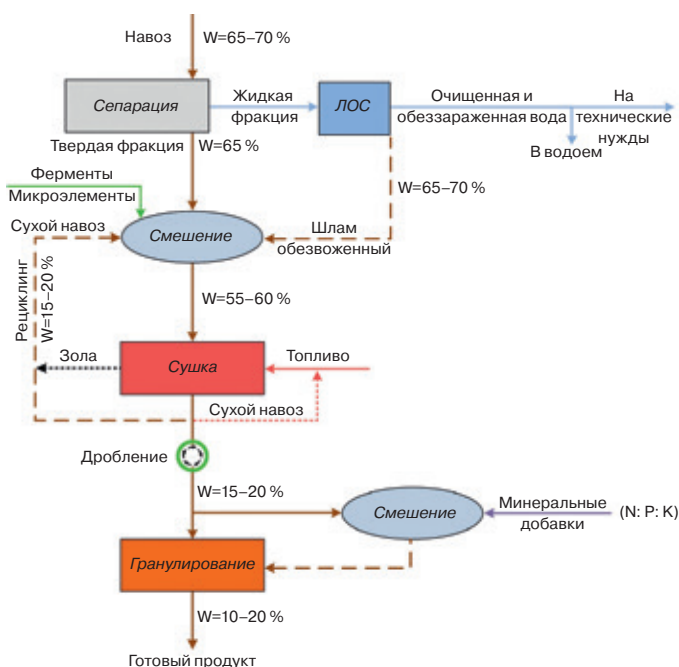 Навоз
W=65–70 %
Сепарация
Жидкая
фракция
ЛОС
Очищенная и
обеззараженная вода
На
технические
нужды
В водоем
Твердая фракция
W=65 %
W=65–70 %
Ферменты
Микроэлементы
Сухой навоз
Смешение
Шлам
обезвоженный
Рециклинг
W=15–20 %
W=55–60 %
Зола
Сушка
Топливо
Сухой навоз
Дробление
W=15–20 %
Смешение
Минеральные
добавки
(N: P: K)
Гранулирование
W=10–20 %
Готовый продукт